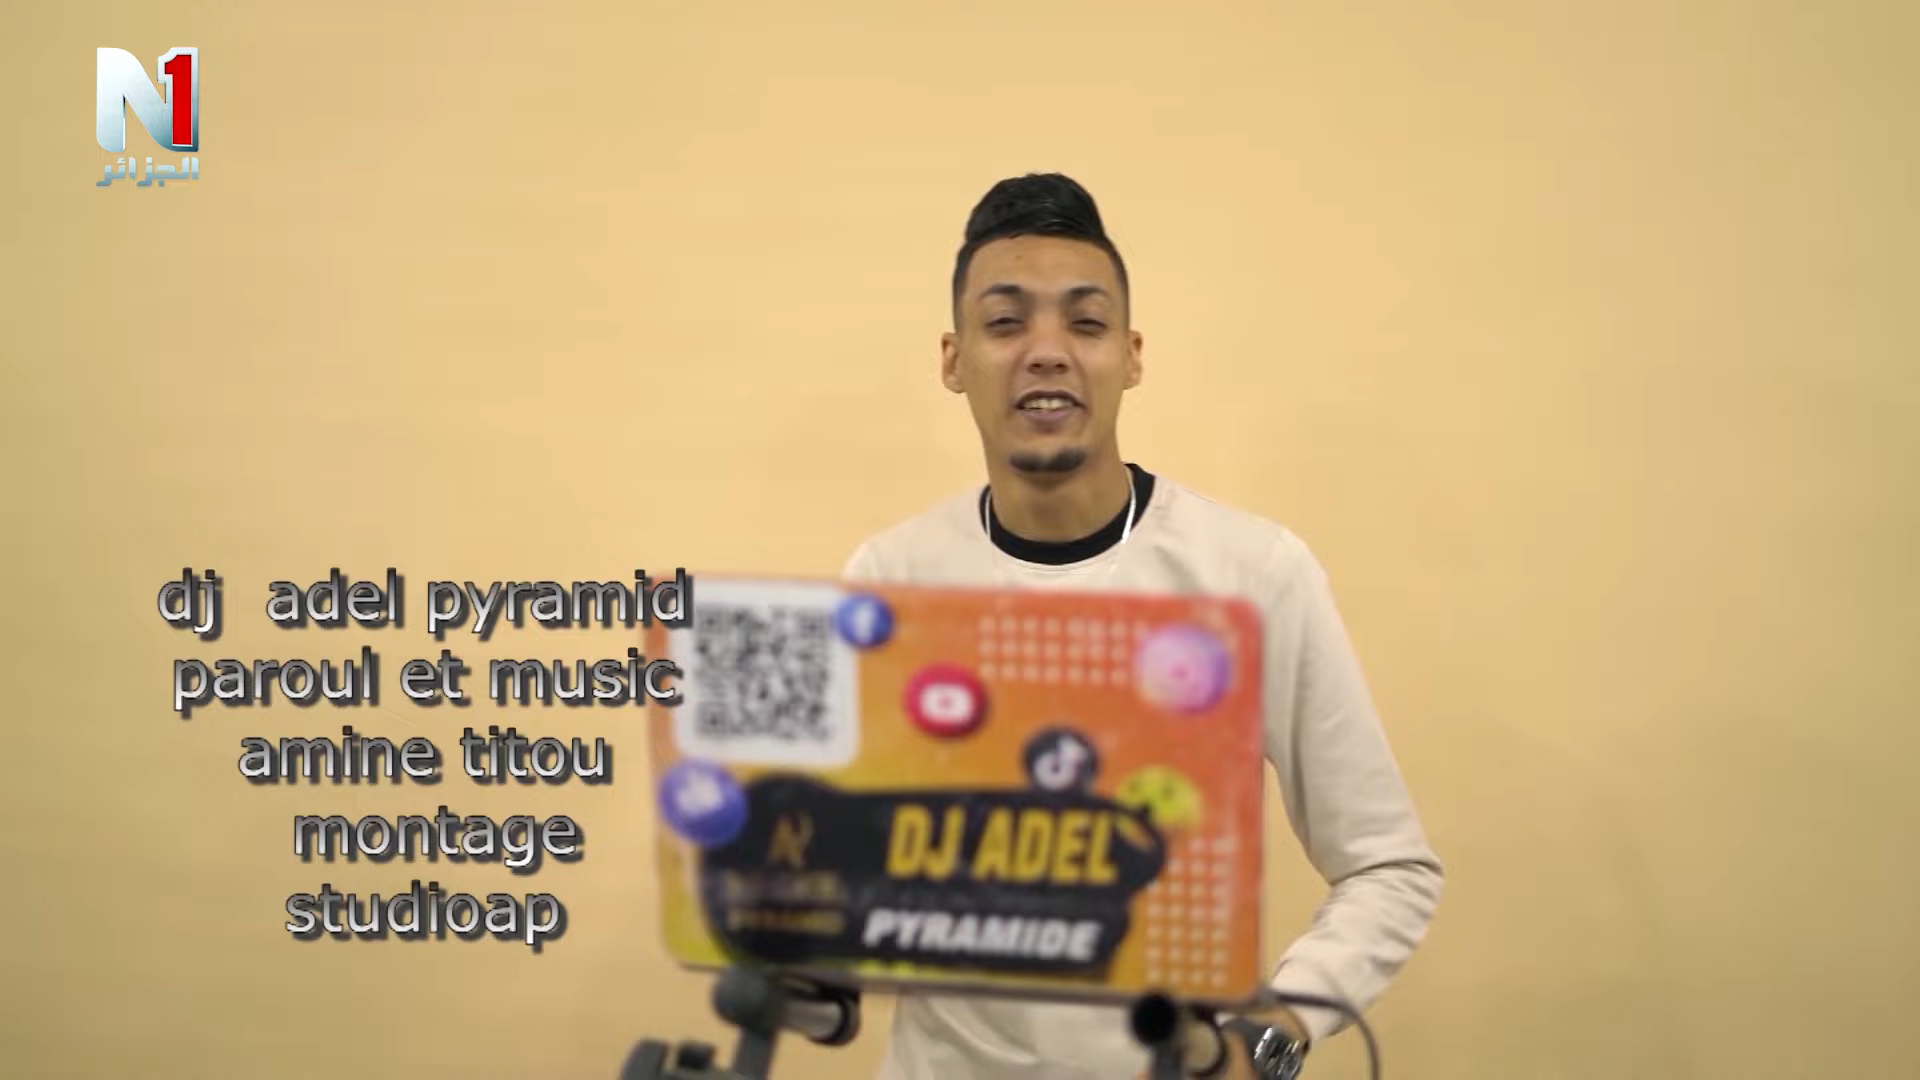 N1
الجزائر
dj adel pyramid
paroul et music
amine titou
montage
studioap
DJ ADEL
PYRAMIDE